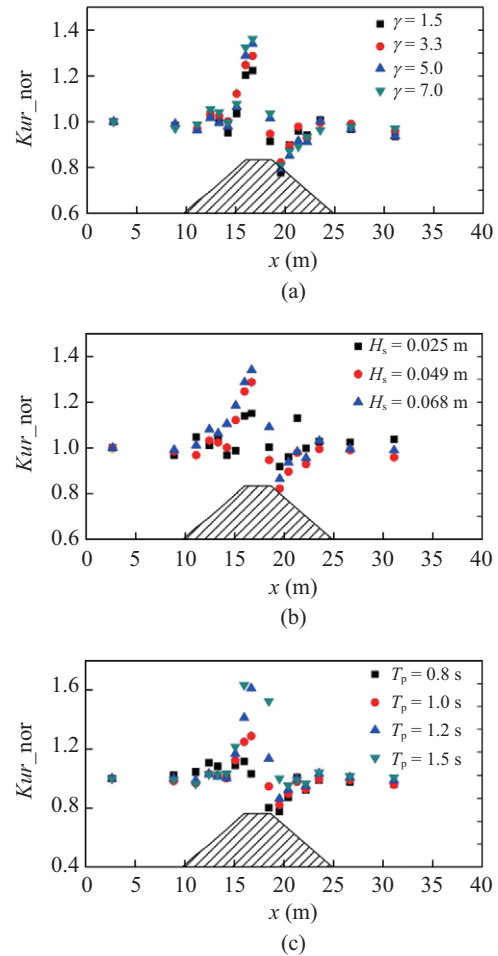 γ = 1.5
γ = 3.3
γ = 5.0
γ = 7.0
1.4
1.2
1.0
0.8
0.6
Kur_nor
0 5 10 15 20 25 30 35 40
x (m)
(a)
Hs = 0.025 m
Hs = 0.049 m
Hs = 0.068 m
1.4
1.2
1.0
0.8
0.6
Kur_nor
0 5 10 15 20 25 30 35 40
x (m)
(b)
Tp = 0.8 s
Tp = 1.0 s
Tp = 1.2 s
Tp = 1.5 s
1.6
1.2
0.8
0.4
Kur_nor
0 5 10 15 20 25 30 35 40
x (m)
(c)